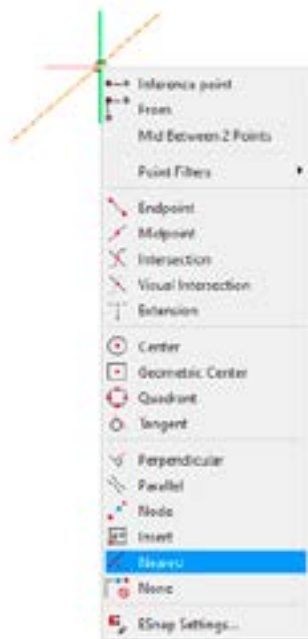 Inference point
From
Mid Between 2 Points
Point Filters
Endpoint
Midpoint
Intersection
Visual Intersection
Extension
Center
Geometric Center
Quadrant
Tangent
Perpendicular
Parallel
Node
Insert
Nearest
None
ESnap Settings...